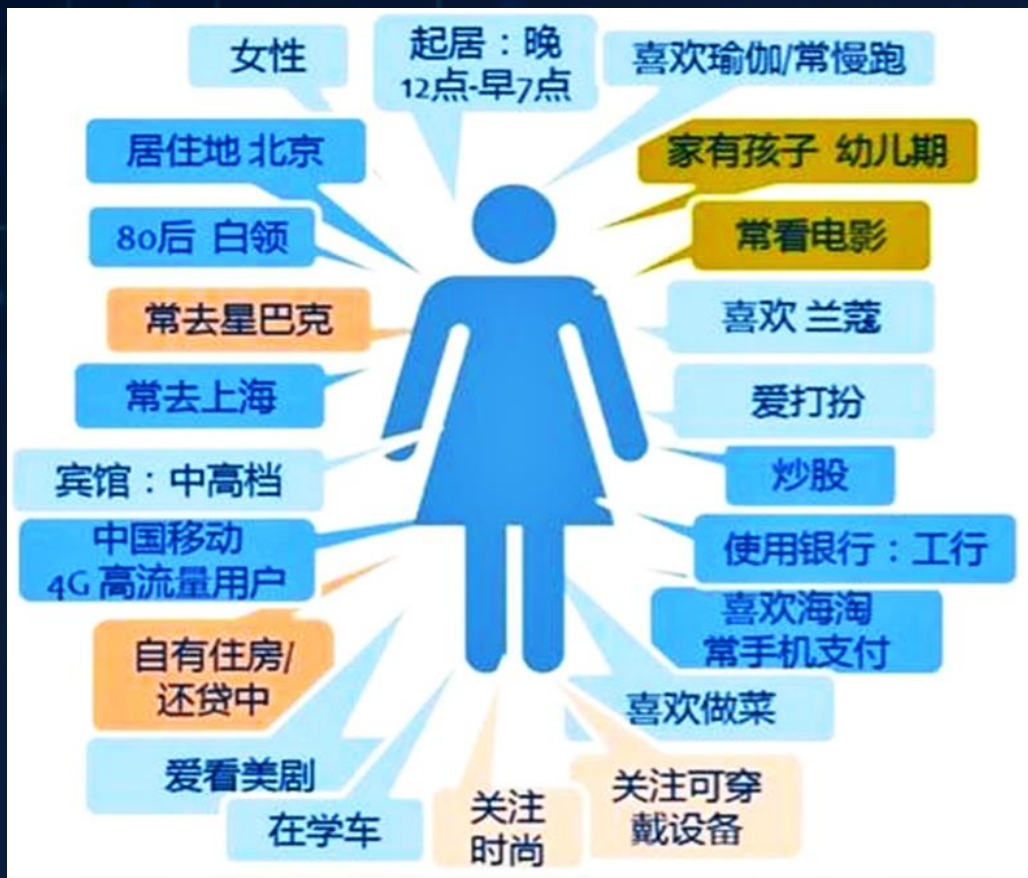 女性
起居：晚
12点-早7点
喜欢瑜伽/常慢跑
居住地 北京
家有孩子 幼儿期
80后 白领
常看电影
常去星巴克
喜欢 兰蔻
常去上海
爱打扮
宾馆：中高档
炒股
中国移动
4G 高流量用户
使用银行：工行
喜欢海淘
常手机支付
自有住房/
还贷中
喜欢做菜
爱看美剧
在学车
关注
时尚
关注可穿
戴设备